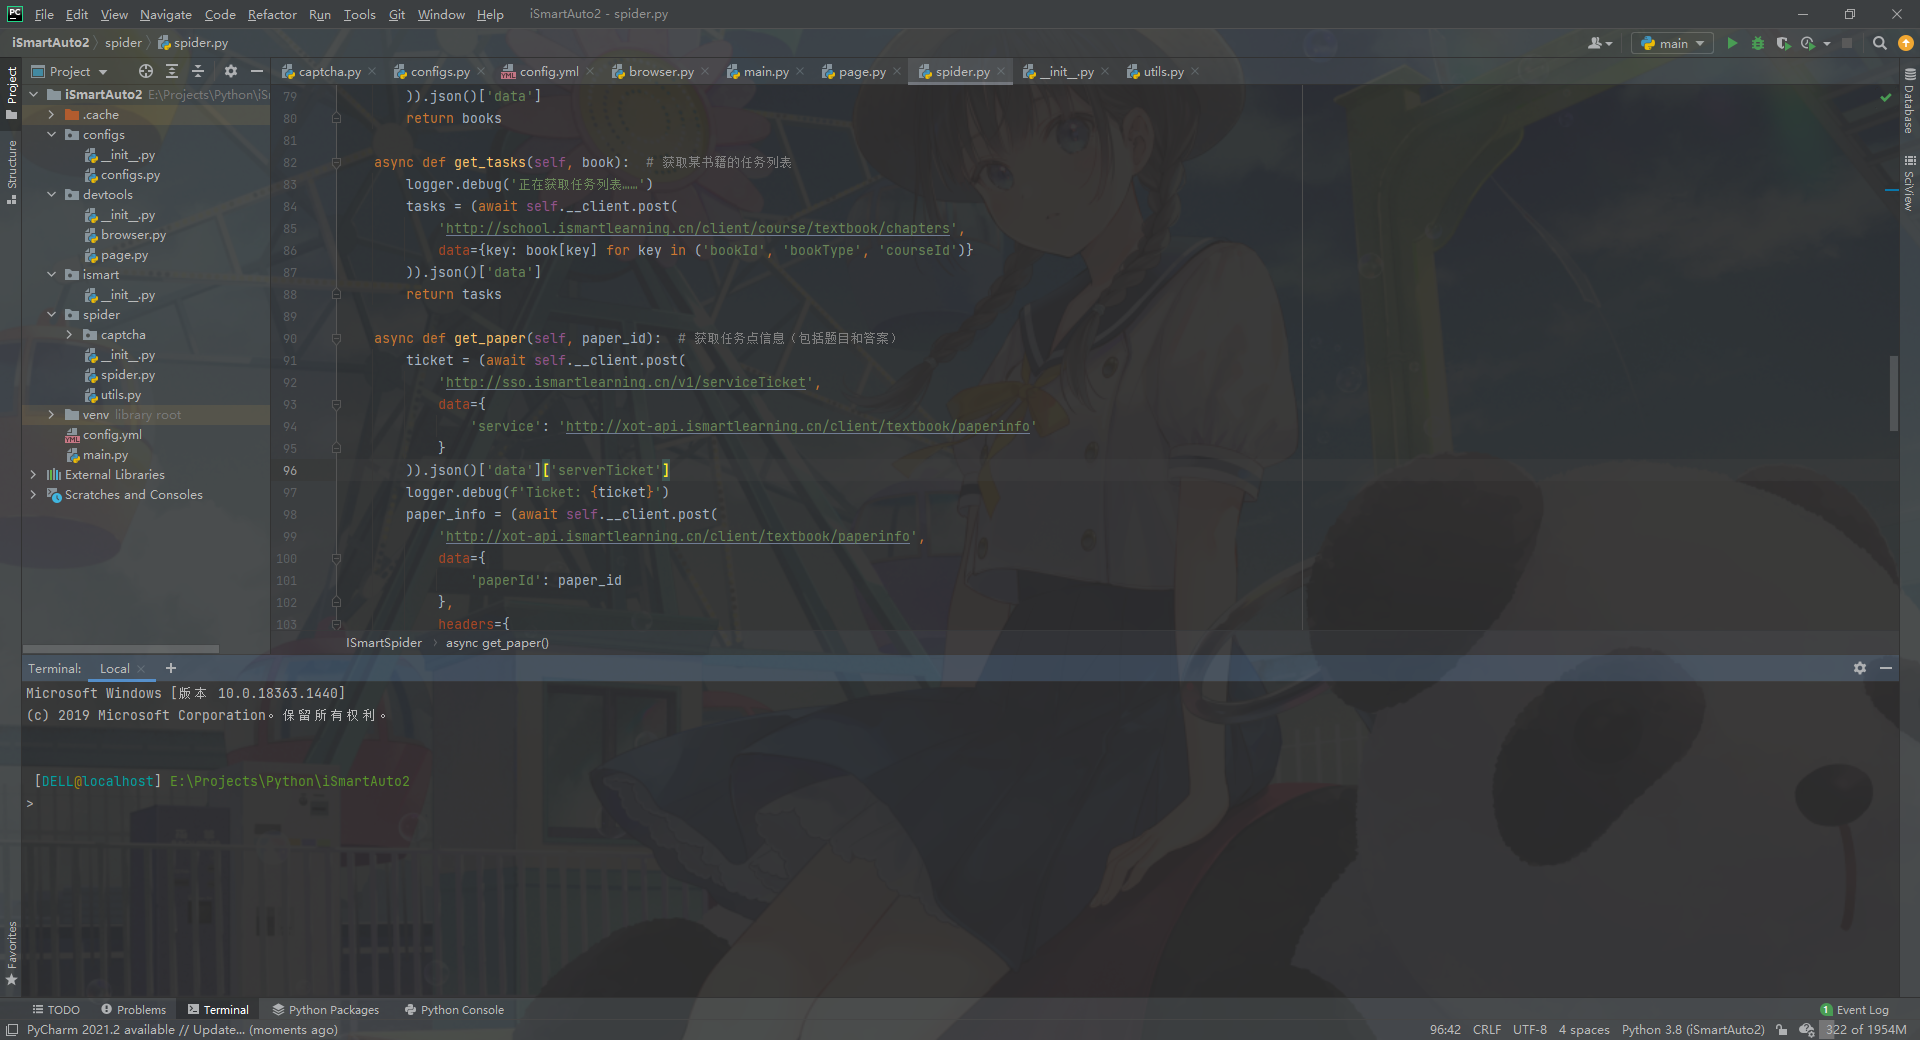 PC File Edit View Navigate Code Refactor Run Tools Git Window Help iSmartAuto2 - spider.py
iSmartAuto2 spider spider.py main
Project captcha.py configs.py config.yml browser.py main.py page.py spider.py __init__.py utils.py
Project
Structure
Favorites
Database
SciView
iSmartAuto2 E:\Projects\Python\iSm
.cache
configs
__init__.py
configs.py
devtools
__init__.py
browser.py
page.py
ismart
__init__.py
spider
captcha
__init__.py
spider.py
utils.py
venv library root
config.yml
main.py
External Libraries
Scratches and Consoles
79 )).json()['data']
80 return books
81
82 async def get_tasks(self, book): # 获取某书籍的任务列表
83 logger.debug('正在获取任务列表……')
84 tasks = (await self.__client.post(
85 'http://school.ismartlearning.cn/client/course/textbook/chapters',
86 data={key: book[key] for key in ('bookId', 'bookType', 'courseId')}
87 )).json()['data']
88 return tasks
89
90 async def get_paper(self, paper_id): # 获取任务点信息（包括题目和答案）
91 ticket = (await self.__client.post(
92 'http://sso.ismartlearning.cn/v1/serviceTicket',
93 data={
94 'service': 'http://xot-api.ismartlearning.cn/client/textbook/paperinfo'
95 }
96 )).json()['data']['serverTicket']
97 logger.debug(f'Ticket: {ticket}')
98 paper_info = (await self.__client.post(
99 'http://xot-api.ismartlearning.cn/client/textbook/paperinfo',
100 data={
101 'paperId': paper_id
102 },
103 headers={
ISmartSpider async get_paper()
Terminal: Local
Microsoft Windows [版本 10.0.18363.1440]
(c) 2019 Microsoft Corporation。保留所有权利。
[DELL@localhost] E:\Projects\Python\iSmartAuto2
>
TODO Problems Terminal Python Packages Python Console 1 Event Log
PyCharm 2021.2 available // Update... (moments ago) 96:42 CRLF UTF-8 4 spaces Python 3.8 (iSmartAuto2) 322 of 1954M